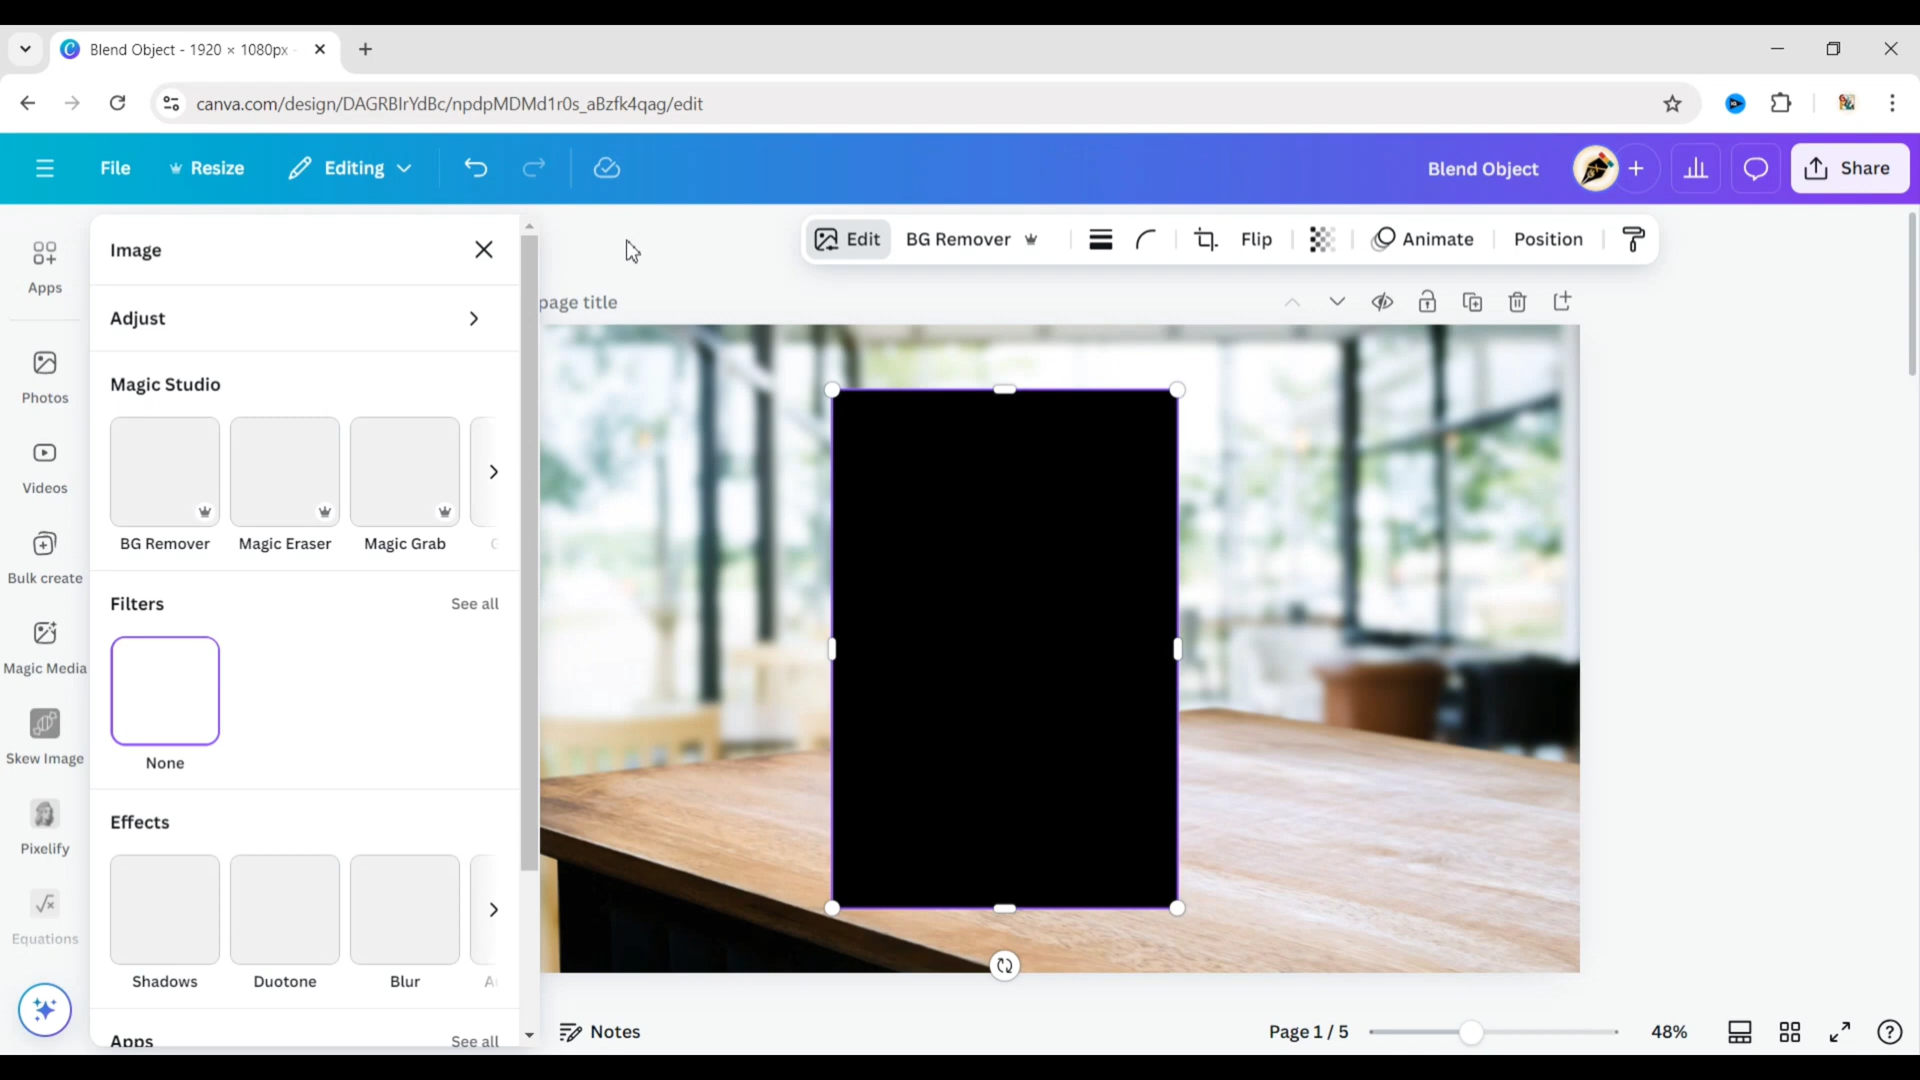 Blend Object - 1920 × 1080px -
canva.com/design/DAGRBIrYdBc/npdpMDMd1r0s_aBzfk4qag/edit
File
Resize
Editing
Blend Object
Share
Apps
Photos
Videos
Bulk create
Magic Media
Skew Image
Pixelify
Equations
Image
Adjust
Magic Studio
BG Remover
Magic Eraser
Magic Grab
G
Filters
See all
None
Effects
Shadows
Duotone
Blur
Apps
See all
Edit
BG Remover
Flip
Animate
Position
page title
Notes
Page 1 / 5
48%